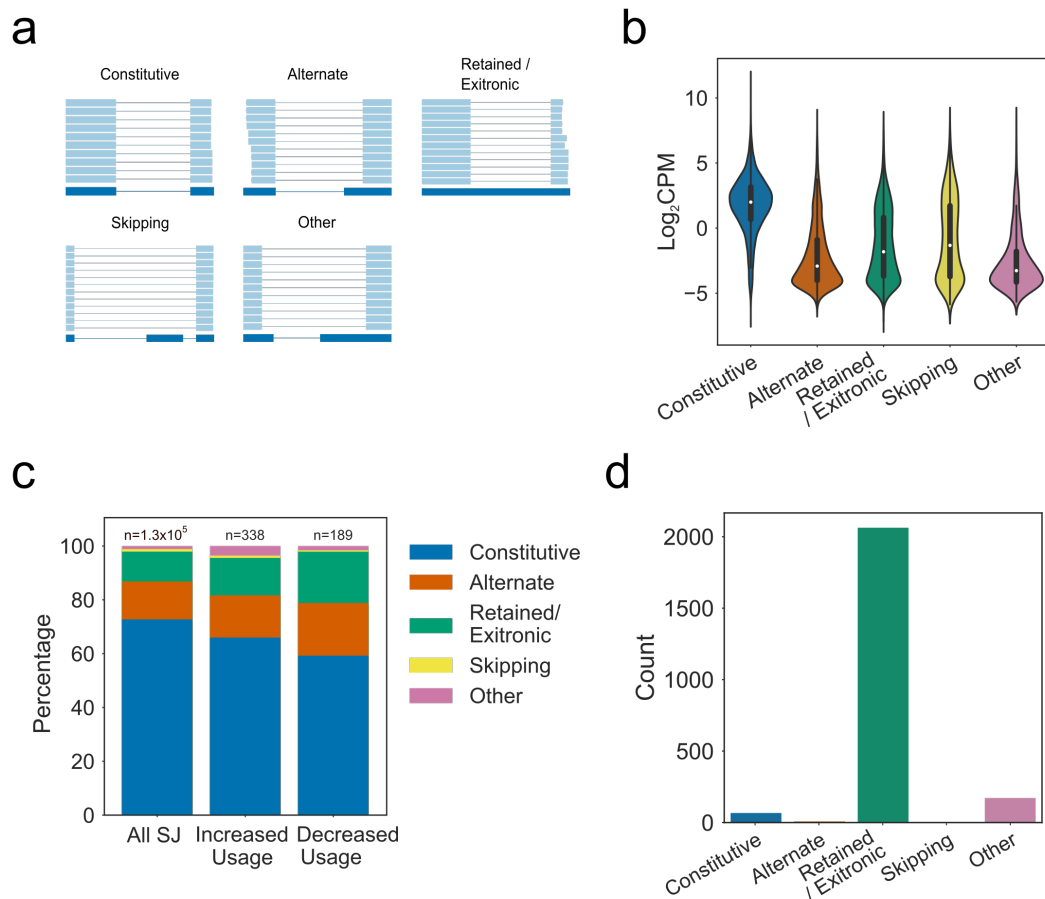 a
Constitutive
Alternate
Retained /
Exitronic
Skipping
Other
b
Log₂CPM
10
5
0
−5
Constitutive
Alternate
Retained
/ Exitronic
Skipping
Other
c
Percentage
100
80
60
40
20
0
n=1.3x10⁵
n=338
n=189
All SJ
Increased
Usage
Decreased
Usage
Constitutive
Alternate
Retained/
Exitronic
Skipping
Other
d
Count
2000
1500
1000
500
0
Constitutive
Alternate
Retained
/ Exitronic
Skipping
Other